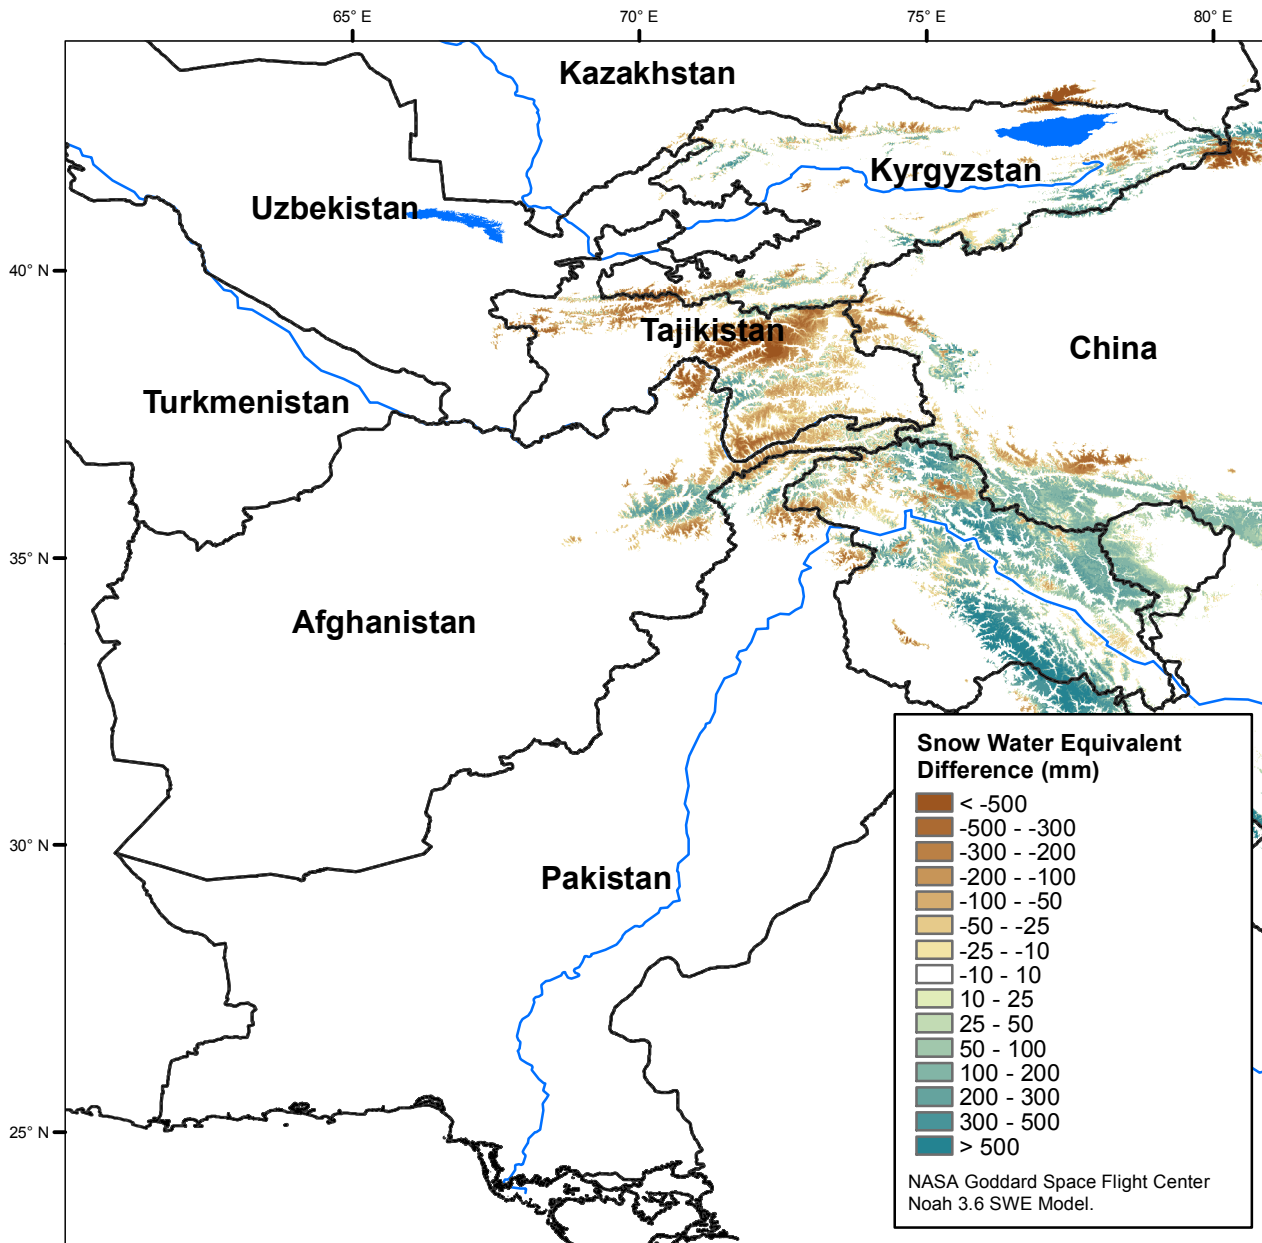 65° E
70° E
75° E
80° E
Kazakhstan
Kyrgyzstan
Uzbekistan
40° N
Tajikistan
China
Turkmenistan
35° N
Afghanistan
Snow Water Equivalent
Difference (mm)
< -500
-500 - -300
-300 - -200
-200 - -100
-100 - -50
-50 - -25
-25 - -10
-10 - 10
10 - 25
25 - 50
50 - 100
100 - 200
200 - 300
300 - 500
> 500
NASA Goddard Space Flight Center
Noah 3.6 SWE Model.
30° N
Pakistan
25° N